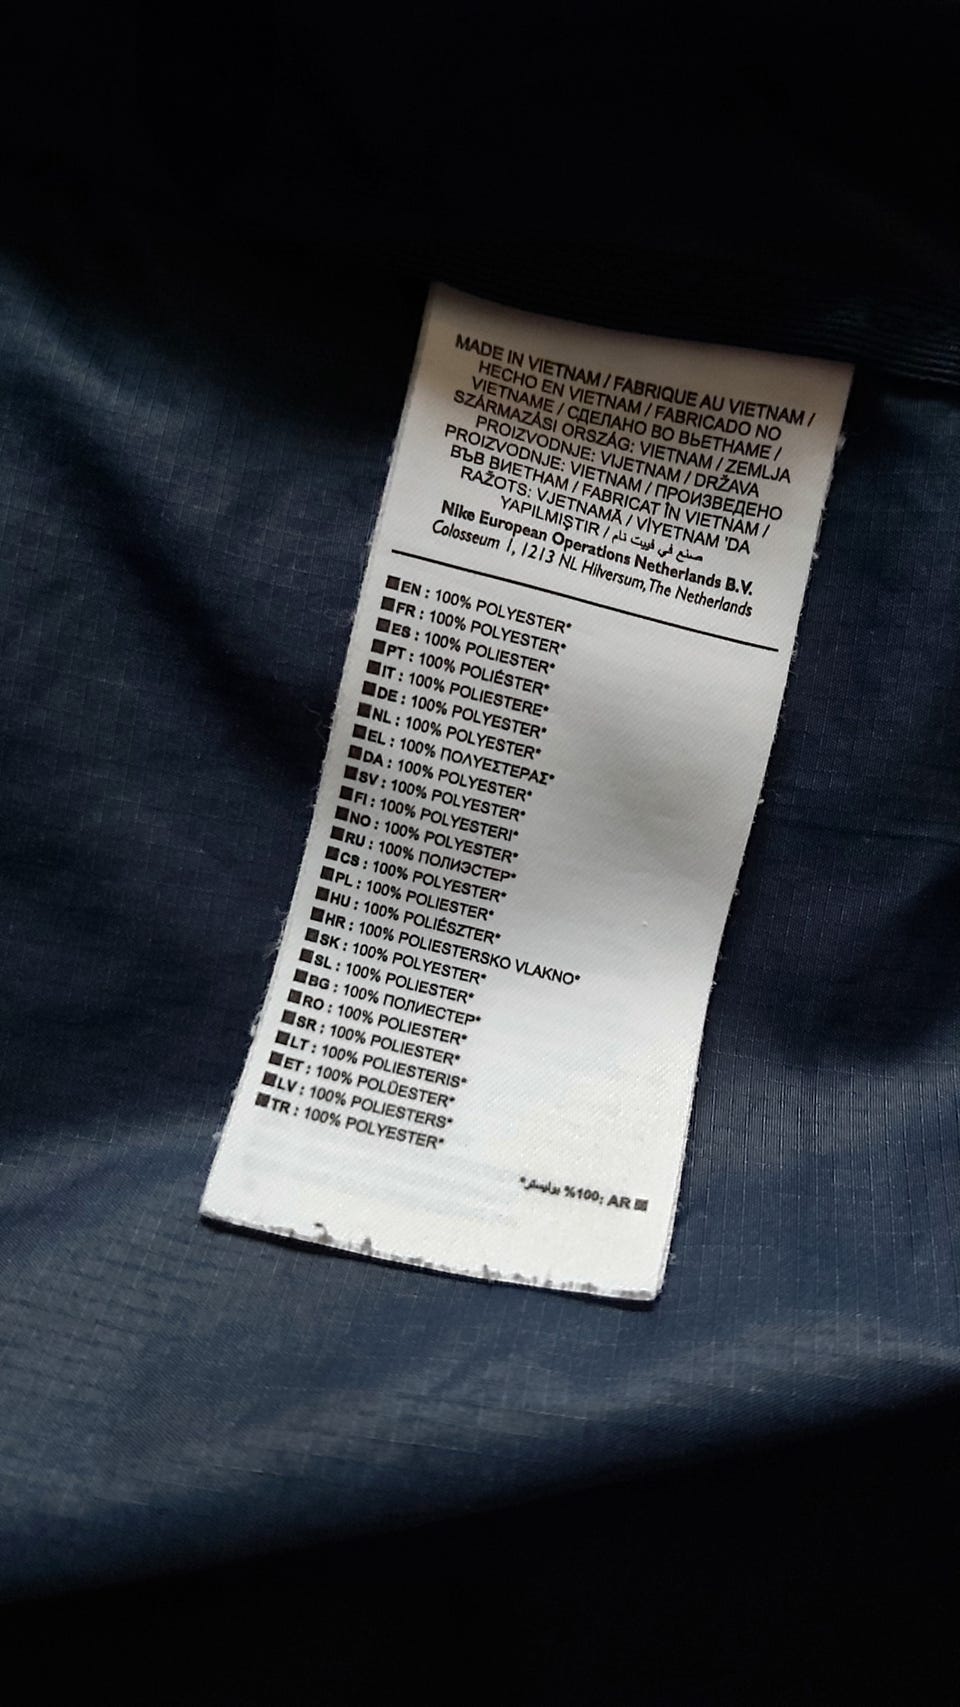 MADE IN VIETNAM / FABRIQUE AU VIETNAM /
HECHO EN VIETNAM / FABRICADO NO
VIETNAME / СДЕЛАНО ВО ВЬЕТНАМЕ /
SZÁRMAZÁSI ORSZÁG: VIETNAM / ZEMLJA
PROIZVODNJE: VIJETNAM / DRŽAVA
PROIZVODNJE: VIETNAM / ПРОИЗВЕДЕНО
ВЪВ ВИЕТНАМ / FABRICAT ÎN VIETNAM /
RAŽOTS: VJETNAMĀ / VİYETNAM 'DA
YAPILMIŞTIR / صنع في فييت نام
Nike European Operations Netherlands B.V.
Colosseum 1, 1213 NL Hilversum, The Netherlands
EN : 100% POLYESTER*
FR : 100% POLYESTER*
ES : 100% POLIESTER*
PT : 100% POLIÉSTER*
IT : 100% POLIESTERE*
DE : 100% POLYESTER*
NL : 100% POLYESTER*
EL : 100% ΠΟΛΥΕΣΤΕΡΑΣ*
DA : 100% POLYESTER*
SV : 100% POLYESTER*
FI : 100% POLYESTERI*
NO : 100% POLYESTER*
RU : 100% ПОЛИЭСТЕР*
CS : 100% POLYESTER*
PL : 100% POLIESTER*
HU : 100% POLIÉSZTER*
HR : 100% POLIESTERSKO VLAKNO*
SK : 100% POLYESTER*
SL : 100% POLIESTER*
BG : 100% ПОЛИЕСТЕР*
RO : 100% POLIESTER*
SR : 100% POLIESTER*
LT : 100% POLIESTERIS*
ET : 100% POLÜESTER*
LV : 100% POLIESTERS*
TR : 100% POLYESTER*
AR :100% بوليستر*